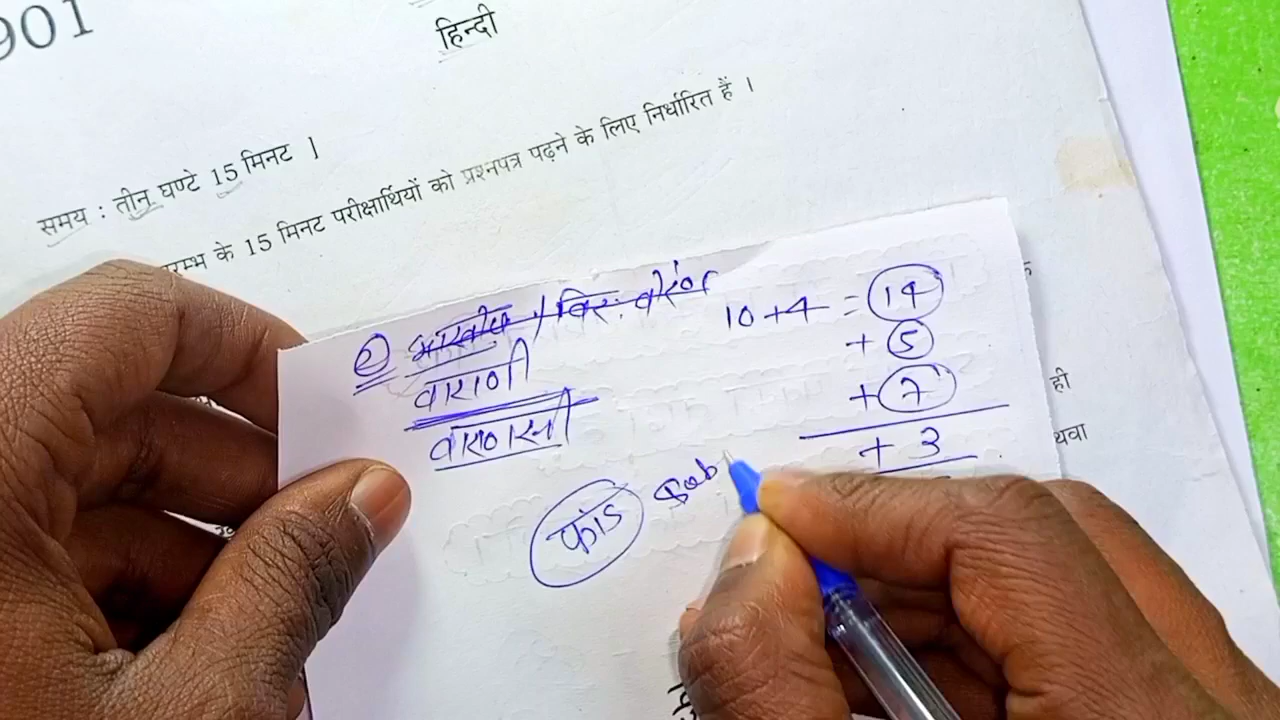 901
हिन्दी
समय : तीन घण्टे 15 मिनट ]
रम्भ के 15 मिनट परीक्षार्थियों को प्रश्नपत्र पढ़ने के लिए निर्धारित हैं ।
10+4 = 14
+ 5
+ 7
+ 3
वाराणी
वाराणसी
फांड
ही
थवा